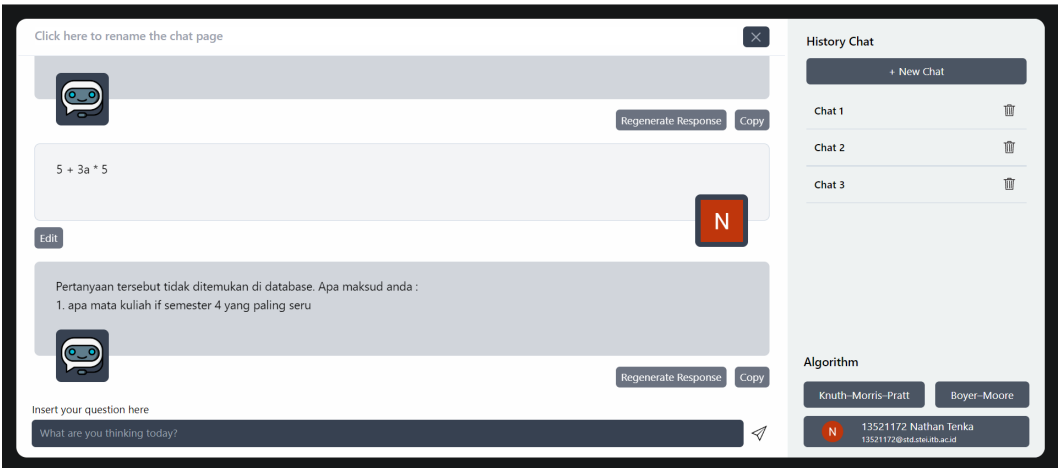 Click here to rename the chat page
Regenerate Response
Copy
5 + 3a * 5
N
Edit
Pertanyaan tersebut tidak ditemukan di database. Apa maksud anda :
1. apa mata kuliah if semester 4 yang paling seru
Regenerate Response
Copy
Insert your question here
What are you thinking today?
History Chat
+ New Chat
Chat 1
Chat 2
Chat 3
Algorithm
Knuth–Morris–Pratt
Boyer–Moore
N
13521172 Nathan Tenka
13521172@std.stei.itb.ac.id